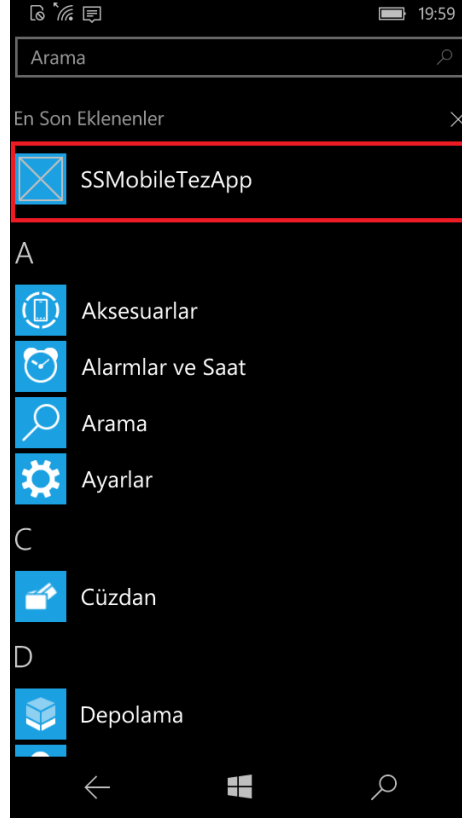 19:59
Arama
En Son Eklenenler
SSMobileTezApp
A
Aksesuarlar
Alarmlar ve Saat
Arama
Ayarlar
C
Cüzdan
D
Depolama